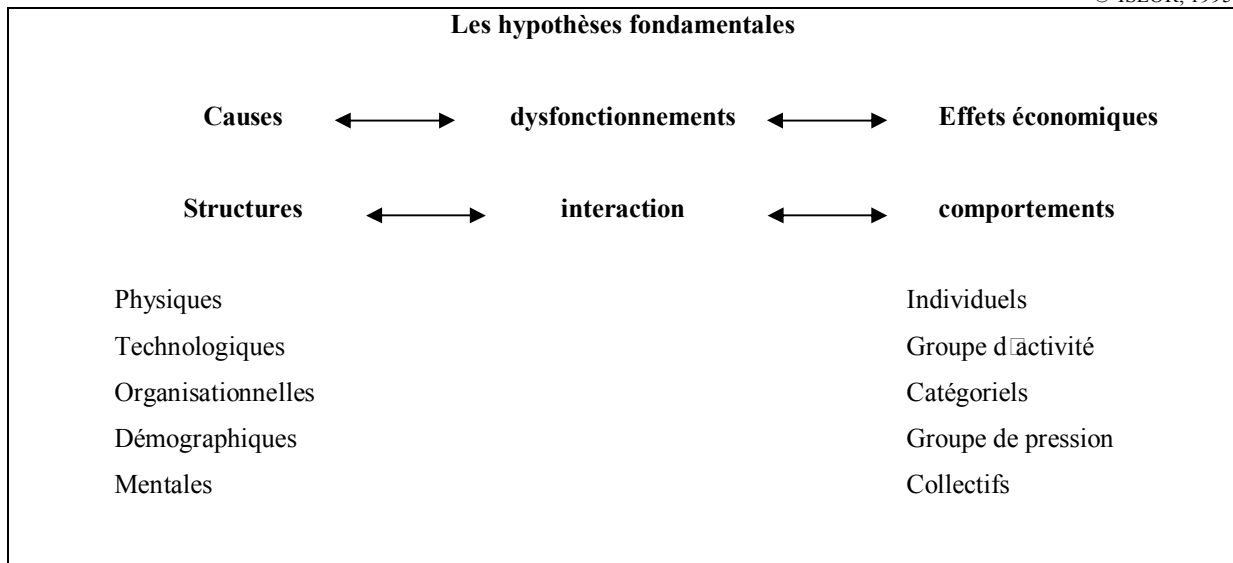 Les hypothèses fondamentales
Causes dysfonctionnements Effets économiques
Structures interaction comportements
Physiques Individuels
Technologiques Groupe d□activité
Organisationnelles Catégoriels
Démographiques Groupe de pression
Mentales Collectifs